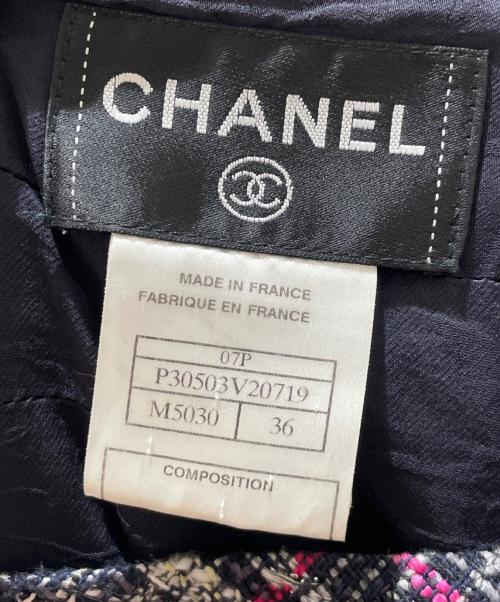 CHANEL
MADE IN FRANCE
FABRIQUE EN FRANCE
07P
P30503V20719
M5030 36
COMPOSITION